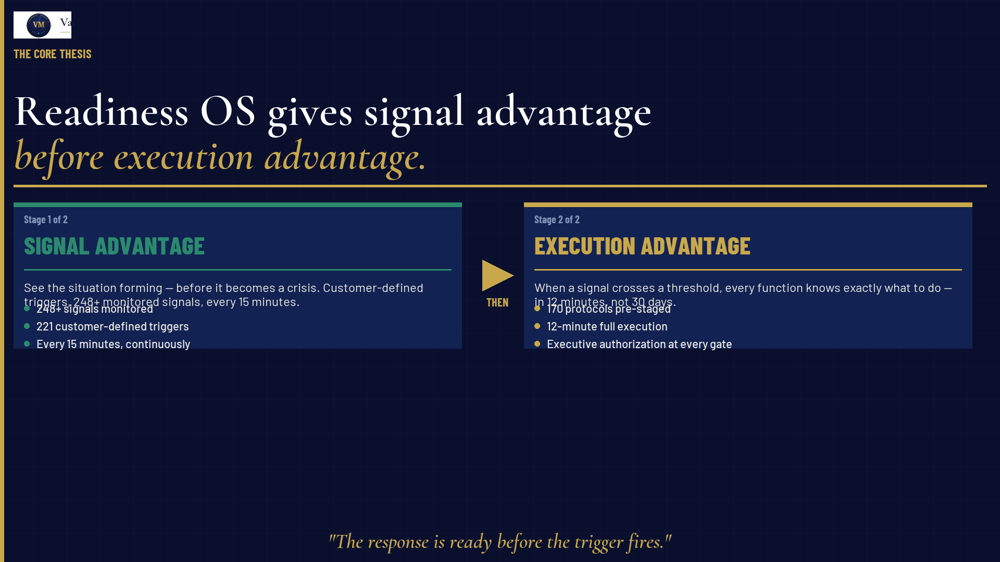 VM
Va
THE CORE THESIS
Readiness OS gives signal advantage
before execution advantage.
Stage 1 of 2
SIGNAL ADVANTAGE
See the situation forming — before it becomes a crisis. Customer-defined
triggers, 248+ monitored signals, every 15 minutes.
248+ signals monitored
221 customer-defined triggers
Every 15 minutes, continuously
THEN
Stage 2 of 2
EXECUTION ADVANTAGE
When a signal crosses a threshold, every function knows exactly what to do —
in 12 minutes, not 30 days.
170 protocols pre-staged
12-minute full execution
Executive authorization at every gate
"The response is ready before the trigger fires."